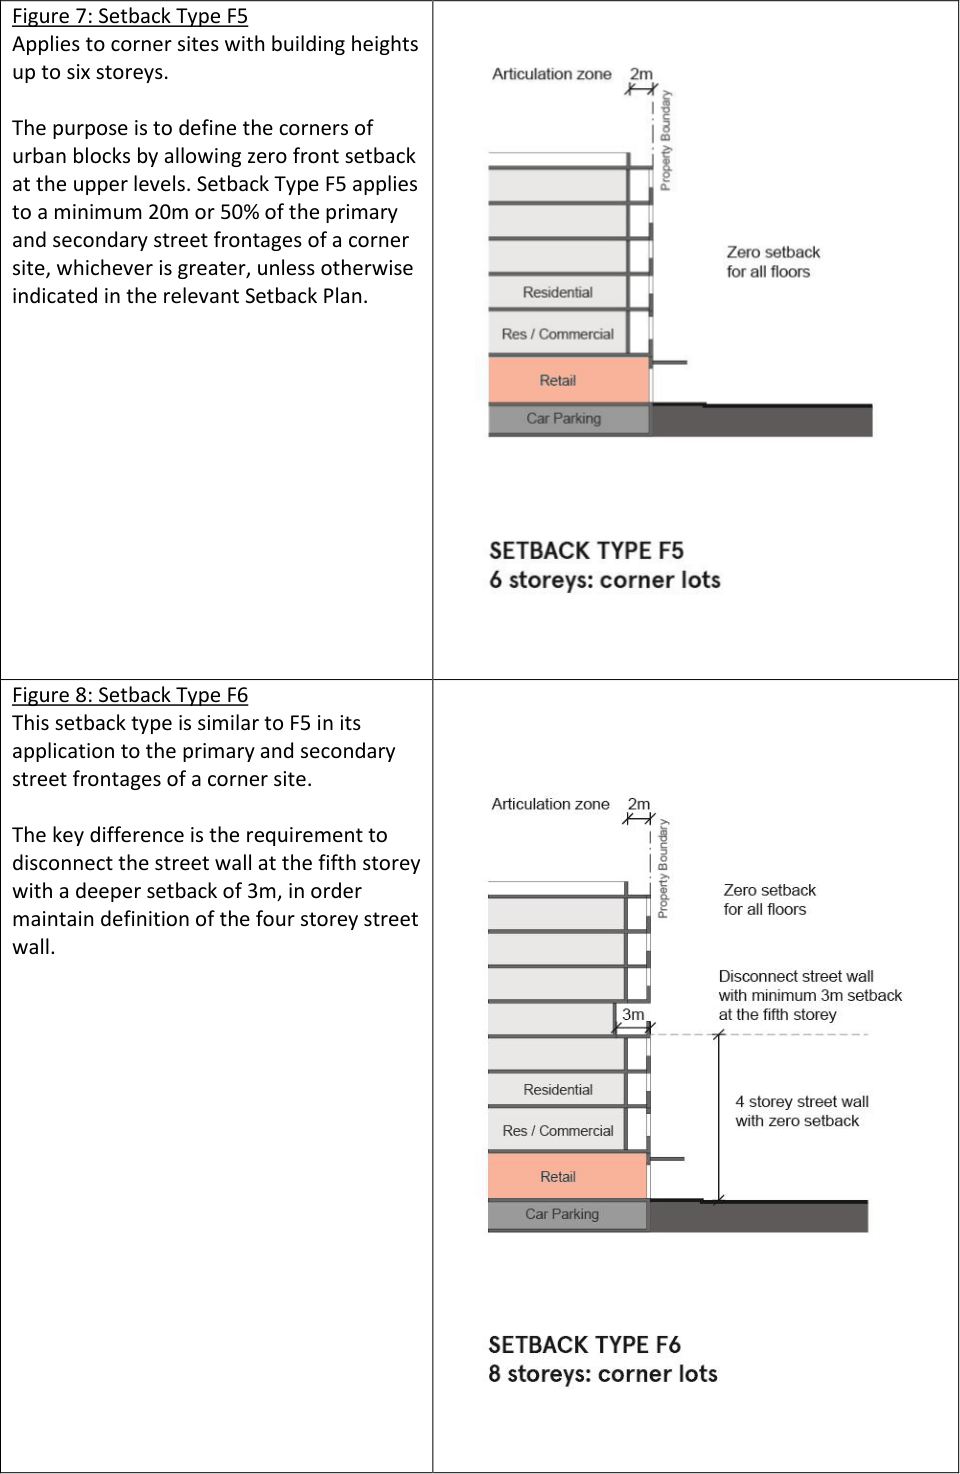 Figure 7: Setback Type F5
Applies to corner sites with building heights
up to six storeys.
The purpose is to define the corners of
urban blocks by allowing zero front setback
at the upper levels. Setback Type F5 applies
to a minimum 20m or 50% of the primary
and secondary street frontages of a corner
site, whichever is greater, unless otherwise
indicated in the relevant Setback Plan.
Articulation zone 2m
Property Boundary
Zero setback
for all floors
Residential
Res / Commercial
Retail
Car Parking
SETBACK TYPE F5
6 storeys: corner lots
Figure 8: Setback Type F6
This setback type is similar to F5 in its
application to the primary and secondary
street frontages of a corner site.
The key difference is the requirement to
disconnect the street wall at the fifth storey
with a deeper setback of 3m, in order
maintain definition of the four storey street
wall.
Articulation zone 2m
Property Boundary
Zero setback
for all floors
Disconnect street wall
with minimum 3m setback
at the fifth storey
3m
4 storey street wall
with zero setback
Residential
Res / Commercial
Retail
Car Parking
SETBACK TYPE F6
8 storeys: corner lots